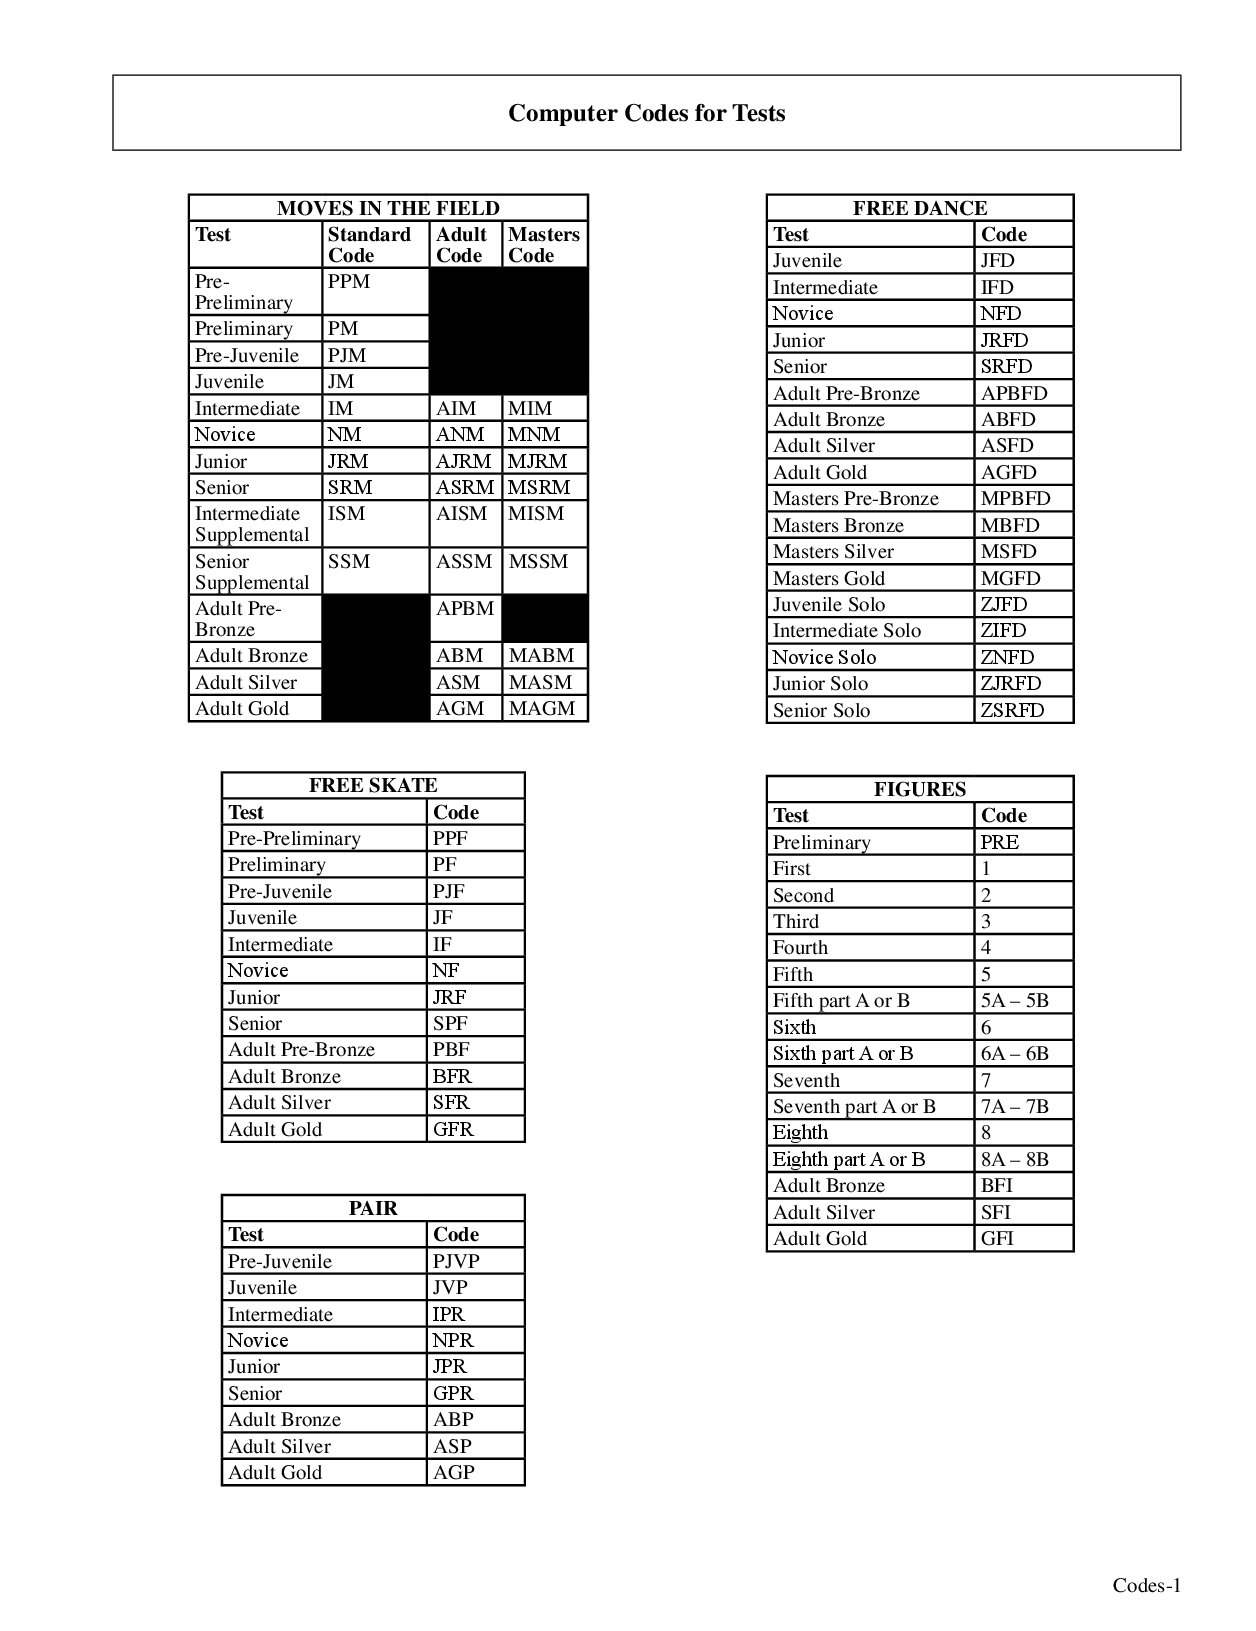 Computer Codes for Tests
MOVES IN THE FIELD
Test Standard Code Adult Code Masters Code
Pre-Preliminary PPM
Preliminary PM
Pre-Juvenile PJM
Juvenile JM
Intermediate IM AIM MIM
Novice NM ANM MNM
Junior JRM AJRM MJRM
Senior SRM ASRM MSRM
Intermediate Supplemental ISM AISM MISM
Senior Supplemental SSM ASSM MSSM
Adult Pre-Bronze APBM
Adult Bronze ABM MABM
Adult Silver ASM MASM
Adult Gold AGM MAGM
FREE SKATE
Test Code
Pre-Preliminary PPF
Preliminary PF
Pre-Juvenile PJF
Juvenile JF
Intermediate IF
Novice NF
Junior JRF
Senior SPF
Adult Pre-Bronze PBF
Adult Bronze BFR
Adult Silver SFR
Adult Gold GFR
PAIR
Test Code
Pre-Juvenile PJVP
Juvenile JVP
Intermediate IPR
Novice NPR
Junior JPR
Senior GPR
Adult Bronze ABP
Adult Silver ASP
Adult Gold AGP
FREE DANCE
Test Code
Juvenile JFD
Intermediate IFD
Novice NFD
Junior JRFD
Senior SRFD
Adult Pre-Bronze APBFD
Adult Bronze ABFD
Adult Silver ASFD
Adult Gold AGFD
Masters Pre-Bronze MPBFD
Masters Bronze MBFD
Masters Silver MSFD
Masters Gold MGFD
Juvenile Solo ZJFD
Intermediate Solo ZIFD
Novice Solo ZNFD
Junior Solo ZJRFD
Senior Solo ZSRFD
FIGURES
Test Code
Preliminary PRE
First 1
Second 2
Third 3
Fourth 4
Fifth 5
Fifth part A or B 5A – 5B
Sixth 6
Sixth part A or B 6A – 6B
Seventh 7
Seventh part A or B 7A – 7B
Eighth 8
Eighth part A or B 8A – 8B
Adult Bronze BFI
Adult Silver SFI
Adult Gold GFI
Codes-1